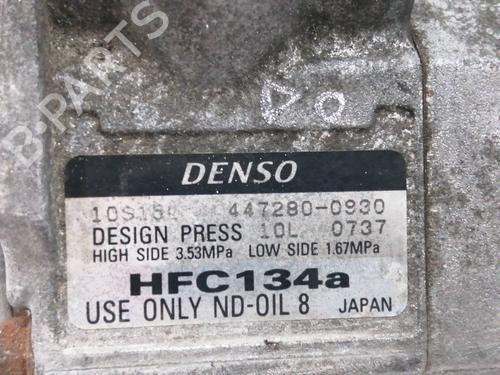 B-PARTS
DENSO
447280-0930
DESIGN PRESS 10L 0737
HIGH SIDE 3.53MPa LOW SIDE 1.67MPa
HFC134a
USE ONLY ND-OIL 8 JAPAN